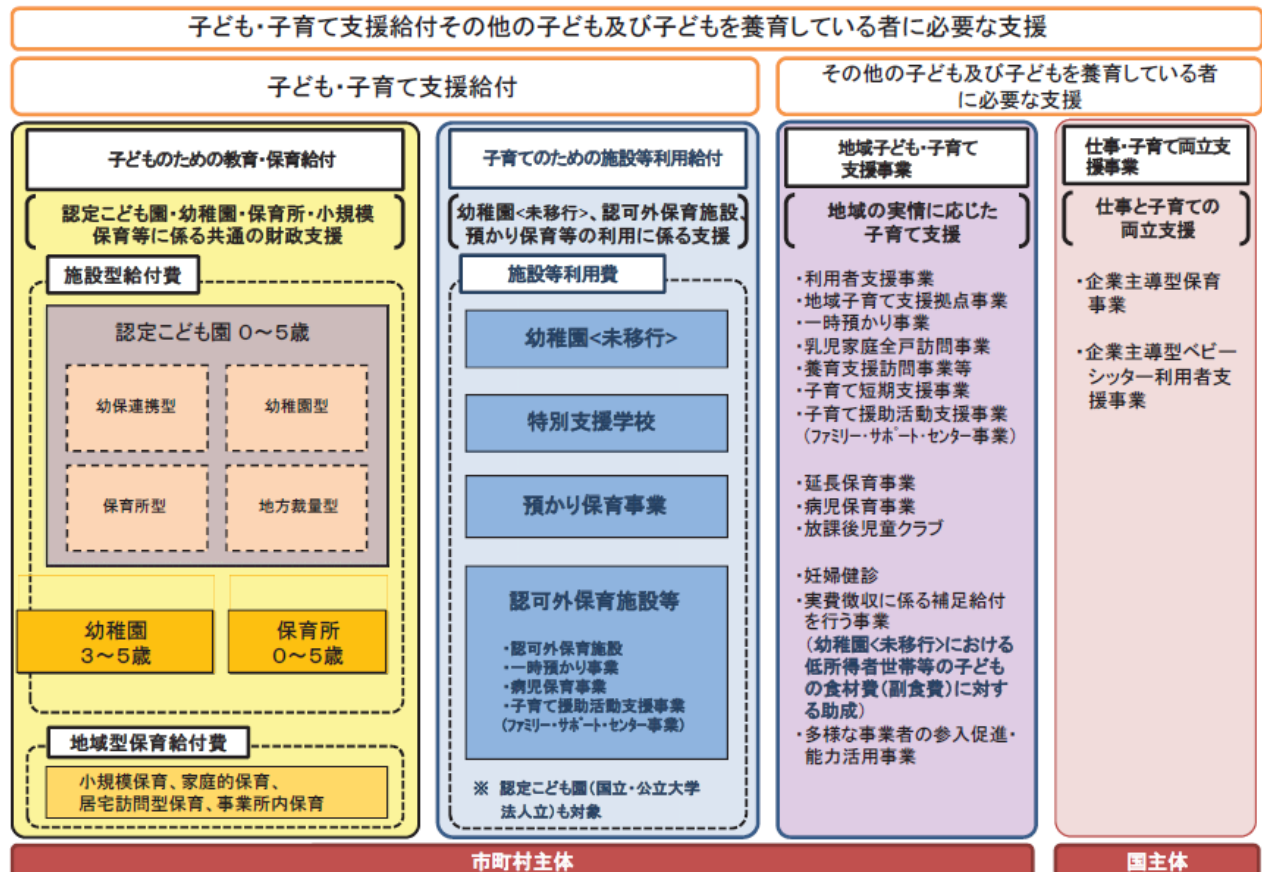 子ども・子育て支援給付その他の子ども及び子どもを養育している者に必要な支援
子ども・子育て支援給付
その他の子ども及び子どもを養育している者
に必要な支援
子どものための教育・保育給付
認定こども園・幼稚園・保育所・小規模
保育等に係る共通の財政支援
施設型給付費
認定こども園 0～5歳
幼保連携型
幼稚園型
保育所型
地方裁量型
幼稚園
3～5歳
保育所
0～5歳
地域型保育給付費
小規模保育、家庭的保育、
居宅訪問型保育、事業所内保育
子育てのための施設等利用給付
幼稚園<未移行>、認可外保育施設、
預かり保育等の利用に係る支援
施設等利用費
幼稚園<未移行>
特別支援学校
預かり保育事業
認可外保育施設等
・認可外保育施設
・一時預かり事業
・病児保育事業
・子育て援助活動支援事業
(ファミリー・サポート・センター事業)
※ 認定こども園(国立・公立大学
法人立)も対象
地域子ども・子育て
支援事業
地域の実情に応じた
子育て支援
・利用者支援事業
・地域子育て支援拠点事業
・一時預かり事業
・乳児家庭全戸訪問事業
・養育支援訪問事業等
・子育て短期支援事業
・子育て援助活動支援事業
(ファミリー・サポート・センター事業)
・延長保育事業
・病児保育事業
・放課後児童クラブ
・妊婦健診
・実費徴収に係る補足給付
を行う事業
(幼稚園<未移行>における
低所得者世帯等の子ども
の食材費(副食費)に対す
る助成)
・多様な事業者の参入促進・
能力活用事業
仕事・子育て両立支
援事業
仕事と子育ての
両立支援
・企業主導型保育
事業
・企業主導型ベビー
シッター利用者支
援事業
市町村主体
国主体